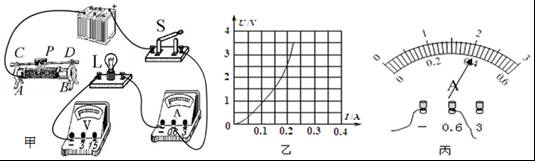 S
C P D
A B
L
V
- 3 15
A
- 0.6 3
甲
U/V
4
3
2
1
0
0.1 0.2 0.3 0.4
I/A
乙
0 1 2 3
0 0.2 0.4 0.6
A
- 0.6 3
丙